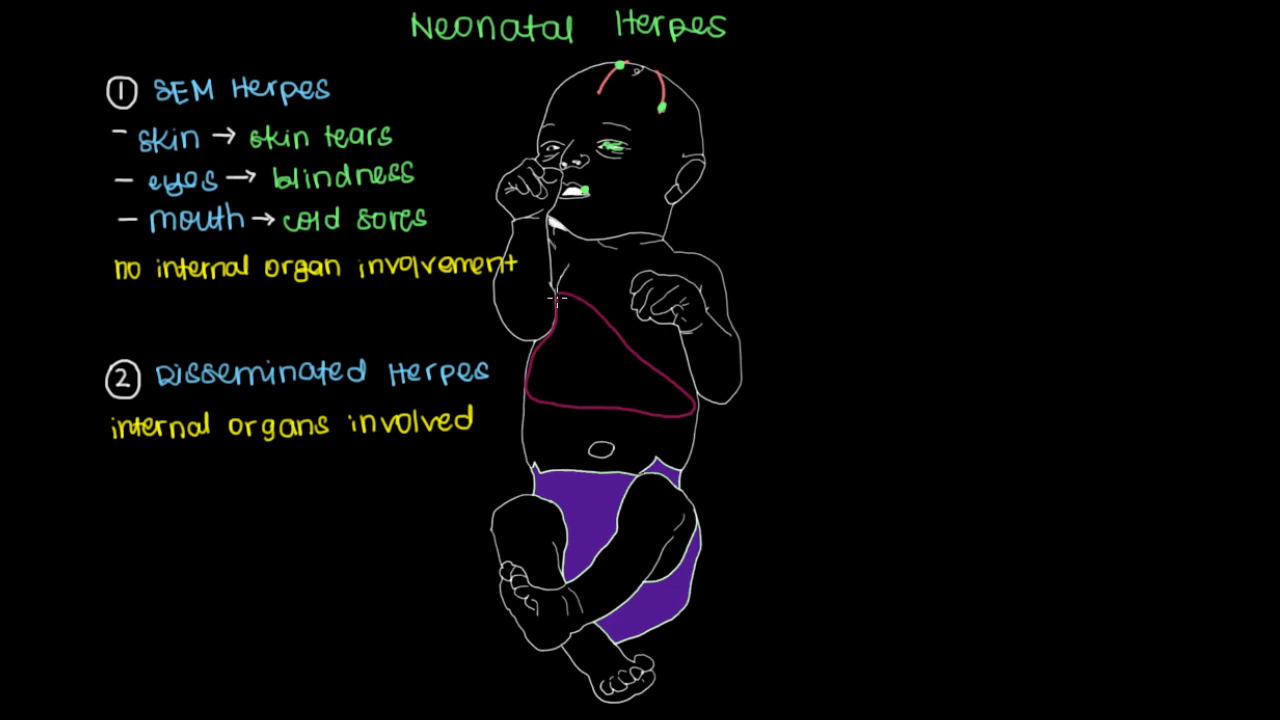 Neonatal Herpes
① SEM Herpes
- skin → skin tears
- eyes → blindness
- mouth → cold sores
no internal organ involvement
② Disseminated Herpes
internal organs involved